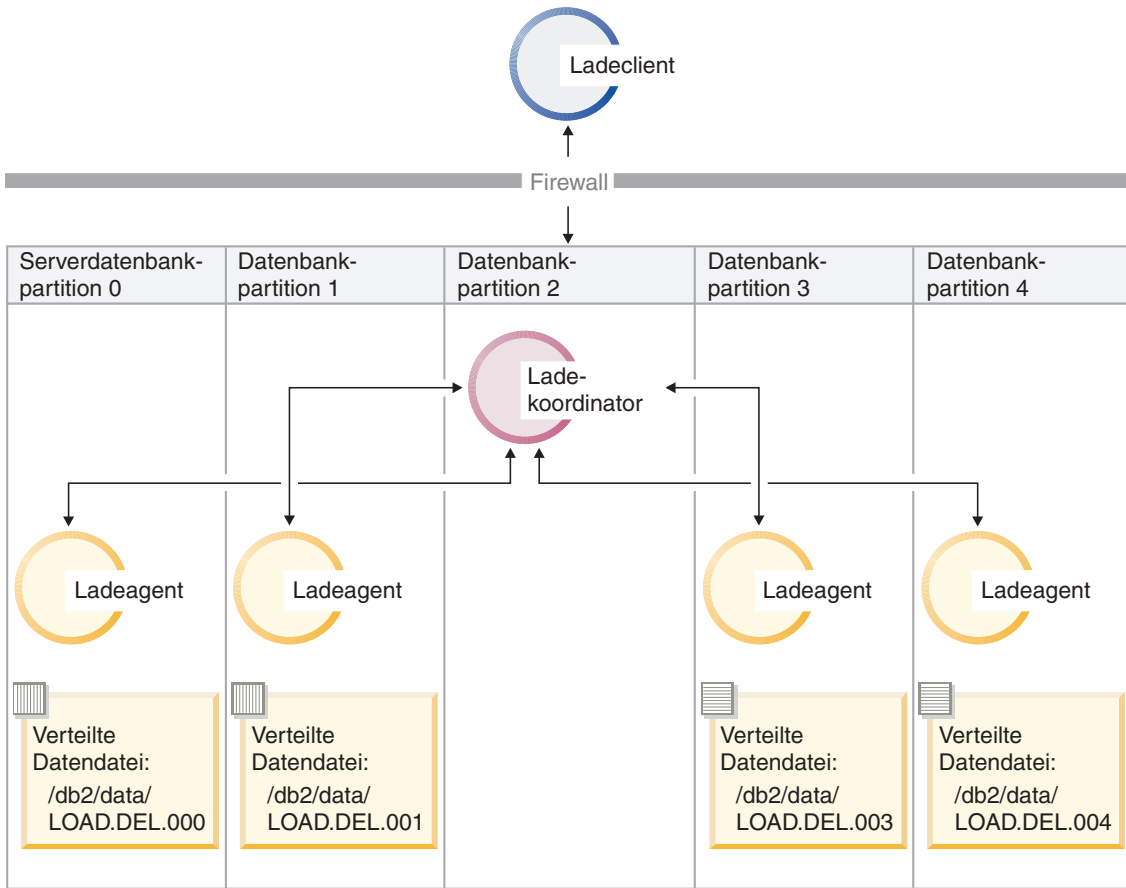 Ladeclient
Firewall
Serverdatenbank-
partition 0
Datenbank-
partition 1
Datenbank-
partition 2
Datenbank-
partition 3
Datenbank-
partition 4
Lade-
koordinator
Ladeagent
Ladeagent
Ladeagent
Ladeagent
Verteilte
Datendatei:
/db2/data/
LOAD.DEL.000
Verteilte
Datendatei:
/db2/data/
LOAD.DEL.001
Verteilte
Datendatei:
/db2/data/
LOAD.DEL.003
Verteilte
Datendatei:
/db2/data/
LOAD.DEL.004